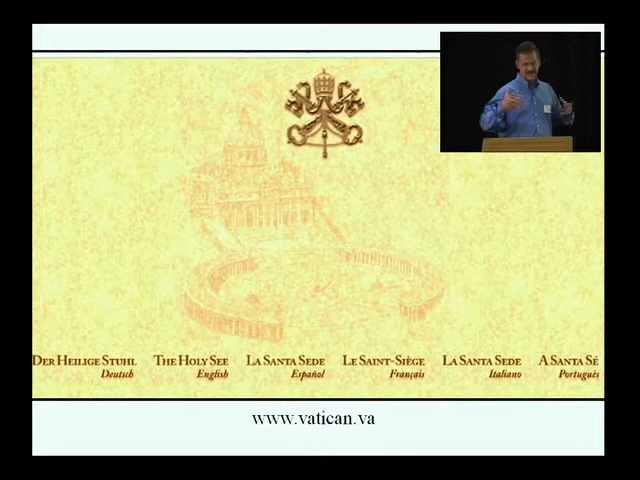 DER HEILIGE STUHL THE HOLY SEE LA SANTA SEDE LE SAINT-SIÈGE LA SANTA SEDE A SANTA SÉ
Deutsch English Español Français Italiano Português
www.vatican.va